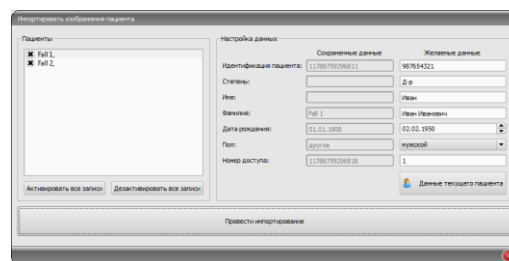 Импортировать изображения пациента
Пациенты
Fall 1,
Fall 2,
Активировать все записи
Дезактивировать все записи
Настройка данных
Сохраненные данные
Желаемые данные
Идентификация пациента:
11788759296811
987654321
Степень:
Д-р
Имя:
Иван
Фамилия:
Fall 1
Иван Иванович
Дата рождения:
01.01.1900
02.02.1950
Пол:
другие
мужской
Номер доступа:
11788759296818
1
Данные текущего пациента
Провести импортирование